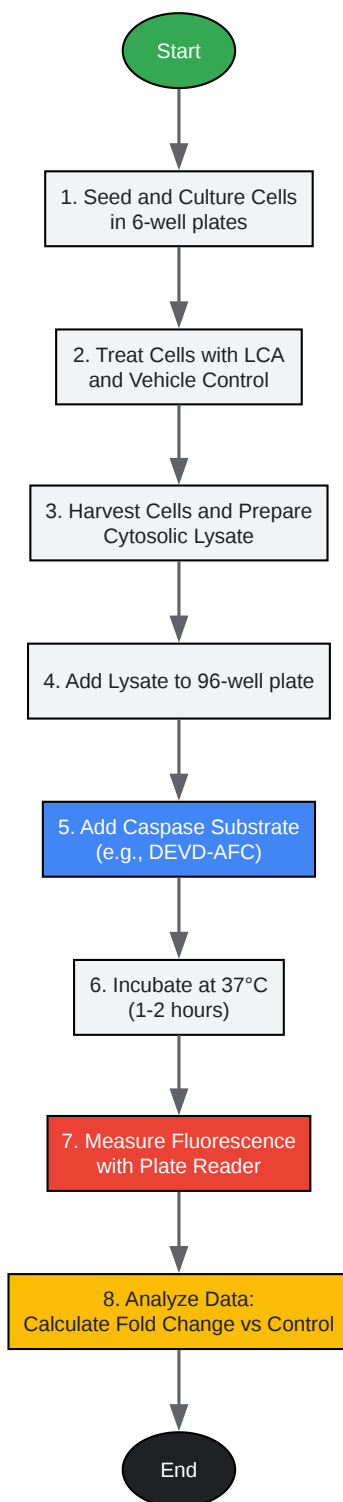 Start
1. Seed and Culture Cells
in 6-well plates
2. Treat Cells with LCA
and Vehicle Control
3. Harvest Cells and Prepare
Cytosolic Lysate
4. Add Lysate to 96-well plate
5. Add Caspase Substrate
(e.g., DEVD-AFC)
6. Incubate at 37°C
(1-2 hours)
7. Measure Fluorescence
with Plate Reader
8. Analyze Data:
Calculate Fold Change vs Control
End